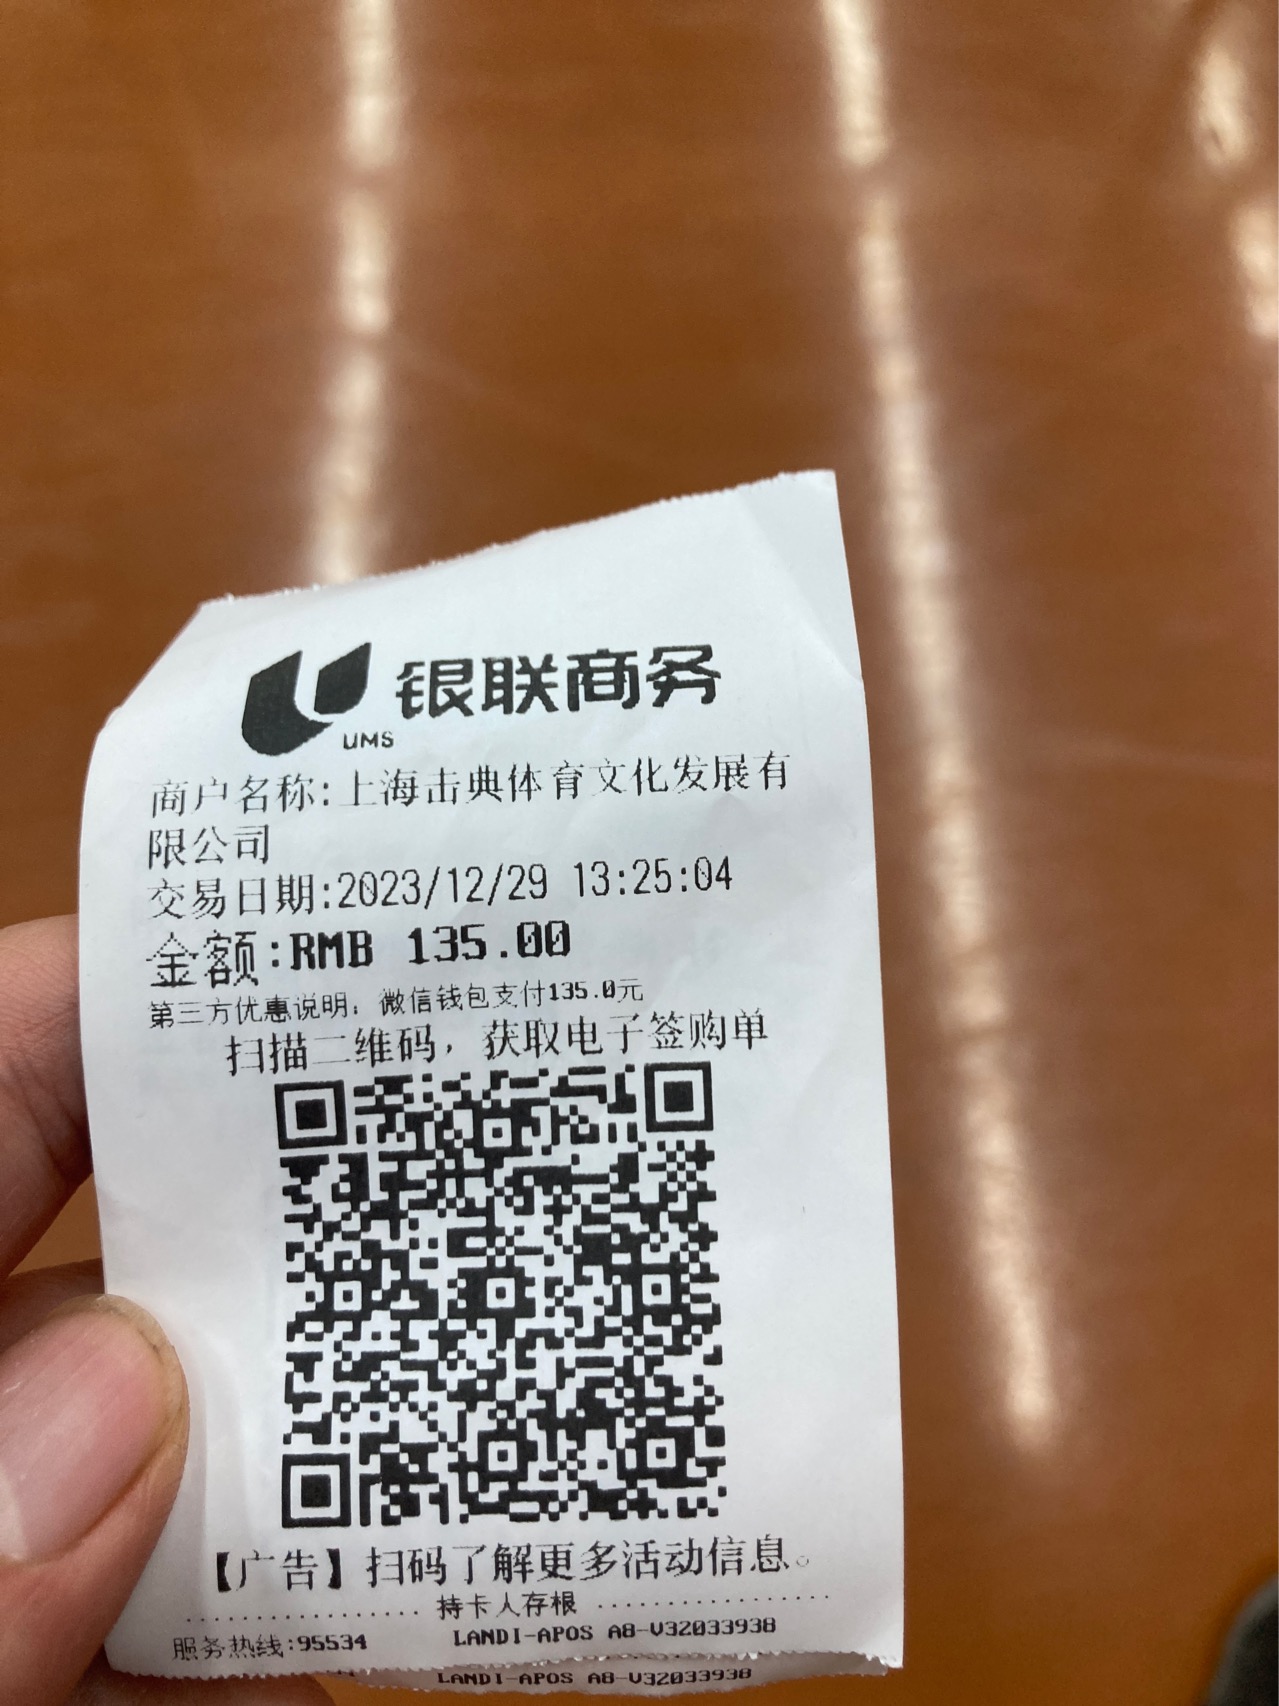 银联商务
UMS
商户名称:上海击典体育文化发展有
限公司
交易日期:2023/12/29 13:25:04
金额:RMB 135.00
第三方优惠说明: 微信钱包支付135.0元
扫描二维码，获取电子签购单
【广告】扫码了解更多活动信息。
持卡人存根
服务热线:95534 LANDI-APOS A8-V32033938
LANDI-APOS A8-V32033938